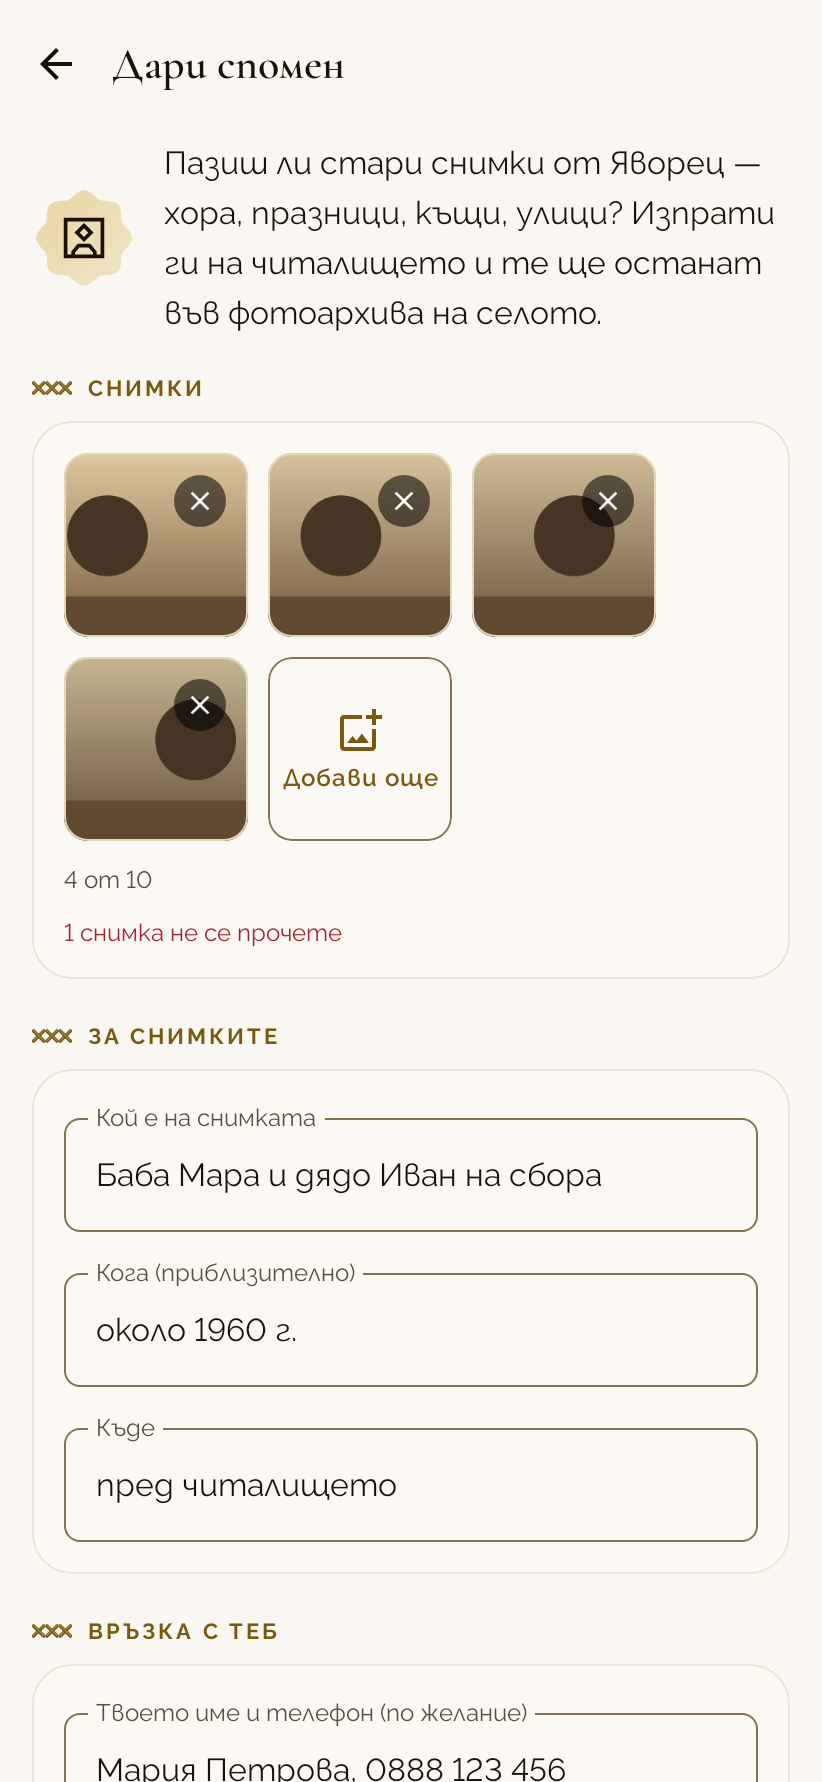 Дари спомен
Пазиш ли стари снимки от Яворец —
хора, празници, къщи, улици? Изпрати
ги на читалището и те ще останат
във фотоархива на селото.
СНИМКИ
Добави още
4 от 10
1 снимка не се прочете
ЗА СНИМКИТЕ
Кой е на снимката
Баба Мара и дядо Иван на сбора
Кога (приблизително)
около 1960 г.
Къде
пред читалището
ВРЪЗКА С ТЕБ
Твоето име и телефон (по желание)
Мария Петрова, 0888 123 456